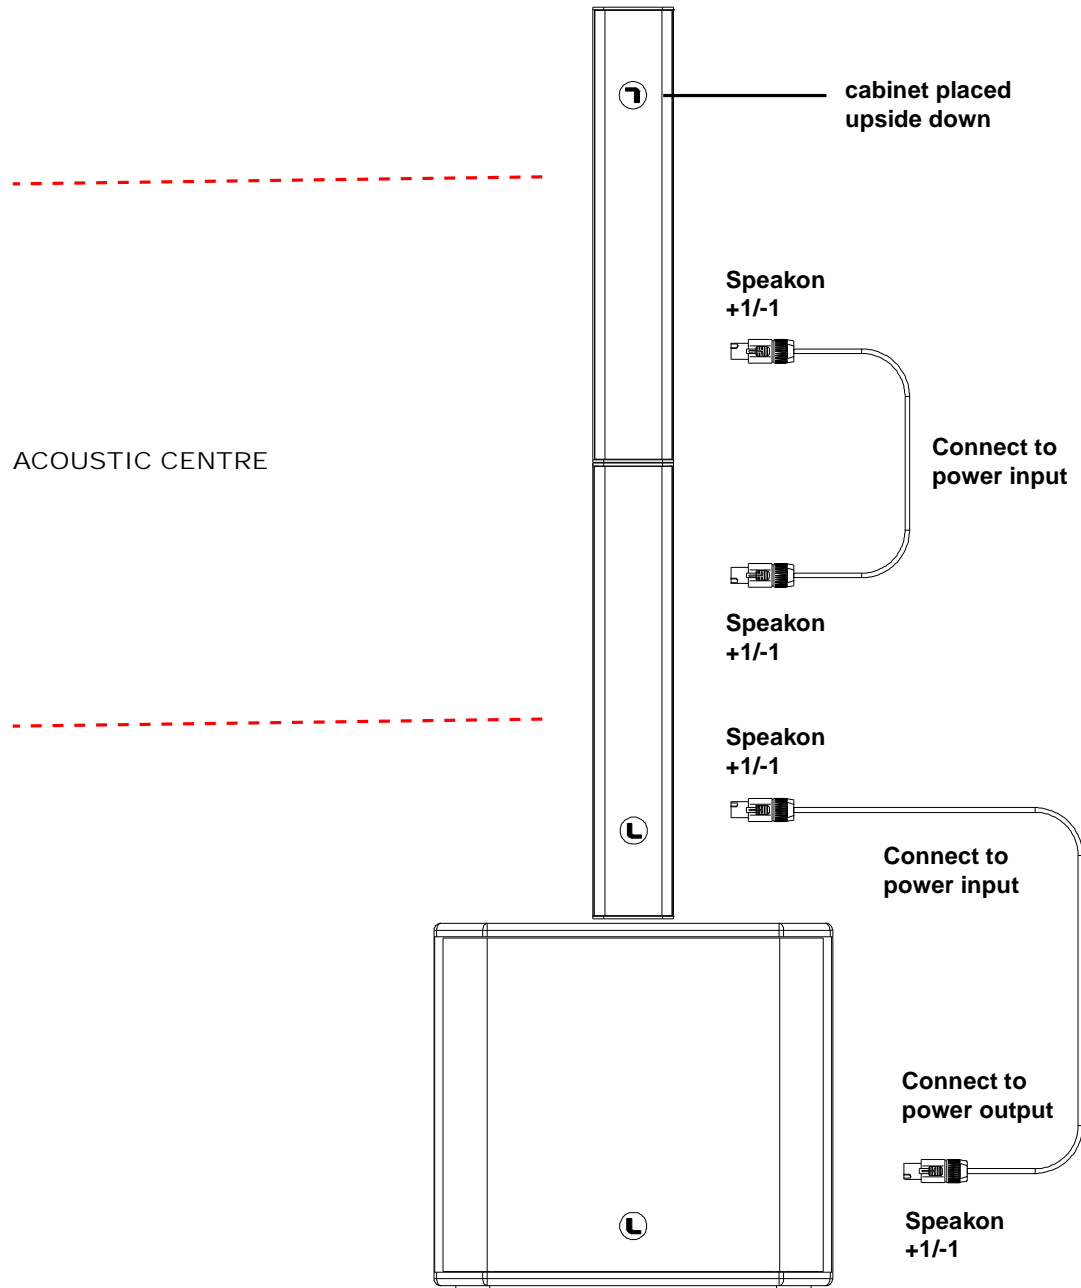 cabinet placed
upside down
Speakon
+1/-1
Connect to
power input
ACOUSTIC CENTRE
Speakon
+1/-1
Speakon
+1/-1
Connect to
power input
Connect to
power output
Speakon
+1/-1